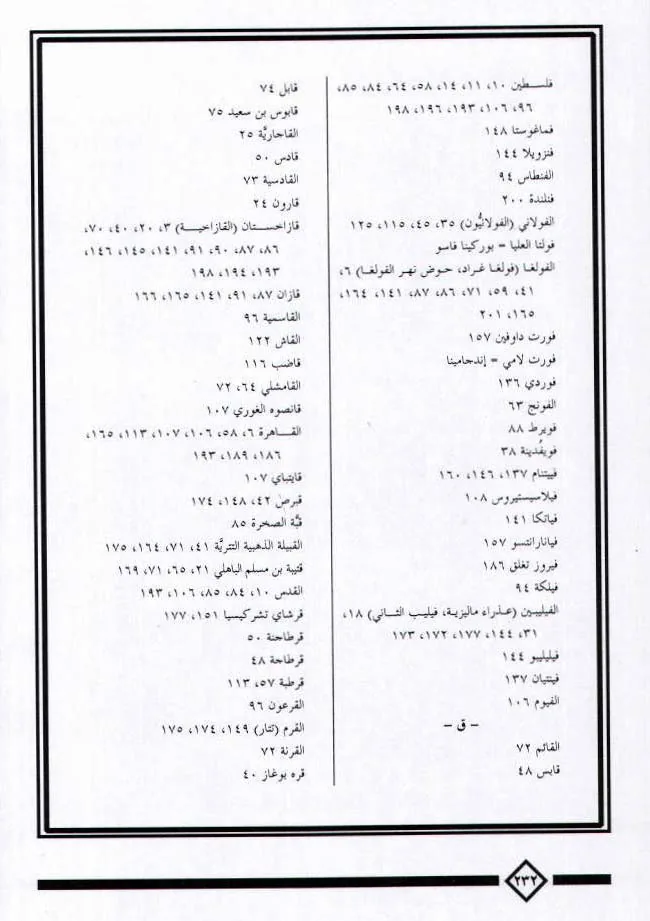 فلسطين ١٠، ١١، ١٤، ٥٨، ٦٤، ٨٤، ٨٥،
٩٦، ١٠٦، ١٩٣، ١٩٦، ١٩٨
فماغوستا ١٤٨
فنزويلا ١٤٤
الفنطاس ٩٤
فنلندة ٢٠٠
الفولاني (الفولانيُّون) ٣٥، ٤٥، ١١٥، ١٢٥
فولتا العليا = بوركينا فاسو
الفولغا (فولغا غراد، حوض نهر الفولغا) ٦،
٤١، ٥٩، ٧١، ٨٦، ٨٧، ١٤١، ١٦٤،
١٦٥، ٢٠١
فورت داوفين ١٥٧
فورت لامي = إندجامينا
فوردي ١٣٦
الفونج ٦٣
فويرط ٨٨
فويفُدينة ٣٨
فييتنام ١٣٧، ١٤٦، ١٦٠
فيلاسيستيروس ١٠٨
فياتكا ١٤١
فيانارانتسو ١٥٧
فيروز تغلق ١٨٦
فيلكة ٩٤
الفيليبين (عذراء ماليزية، فيليب الثاني) ١٨،
٣١، ١٤٤، ١٧٧، ١٧٢، ١٧٣
فيليليبو ١٤٤
فينتيان ١٣٧
الفيوم ١٠٦
- ق -
القائم ٧٢
قابس ٤٨
قابل ٧٤
قابوس بن سعيد ٧٥
القاجاريَّة ٢٥
قادس ٥٠
القادسية ٧٣
قارون ٢٤
قازاخستان (القازاخية) ٣، ٢٠، ٤٠، ٧٠،
٨٦، ٨٧، ٩٠، ٩١، ١٤١، ١٤٥، ١٤٦،
١٩٣، ١٩٤، ١٩٨
قازان ٨٧، ٩١، ١٤١، ١٦٥، ١٦٦
القاسمية ٩٦
القاش ١٢٢
قاضب ١١٦
القامشلي ٦٤، ٧٢
قانصوه الغوري ١٠٧
القاهرة ٦، ٥٨، ١٠٦، ١٠٧، ١١٣، ١٦٥،
١٨٦، ١٨٩، ١٩٣
قايتباي ١٠٧
قبرص ٤٢، ١٤٨، ١٧٤
قبَّة الصخرة ٨٥
القبيلة الذهبية التتريَّة ٤١، ٧١، ١٦٤، ١٧٥
قتيبة بن مسلم الباهلي ٢١، ٦٥، ٧١، ١٦٩
القدس ١٠، ٨٤، ٨٥، ١٠٦، ١٩٣
قرشاي تشركيسيا ١٥١، ١٧٧
قرطاجنة ٥٠
قرطاجة ٤٨
قرطبة ٥٧، ١١٣
القرعون ٩٦
القرم (تتار) ١٤٩، ١٧٤، ١٧٥
القرنة ٧٢
قره بوغاز ٤٠
٢٣٢